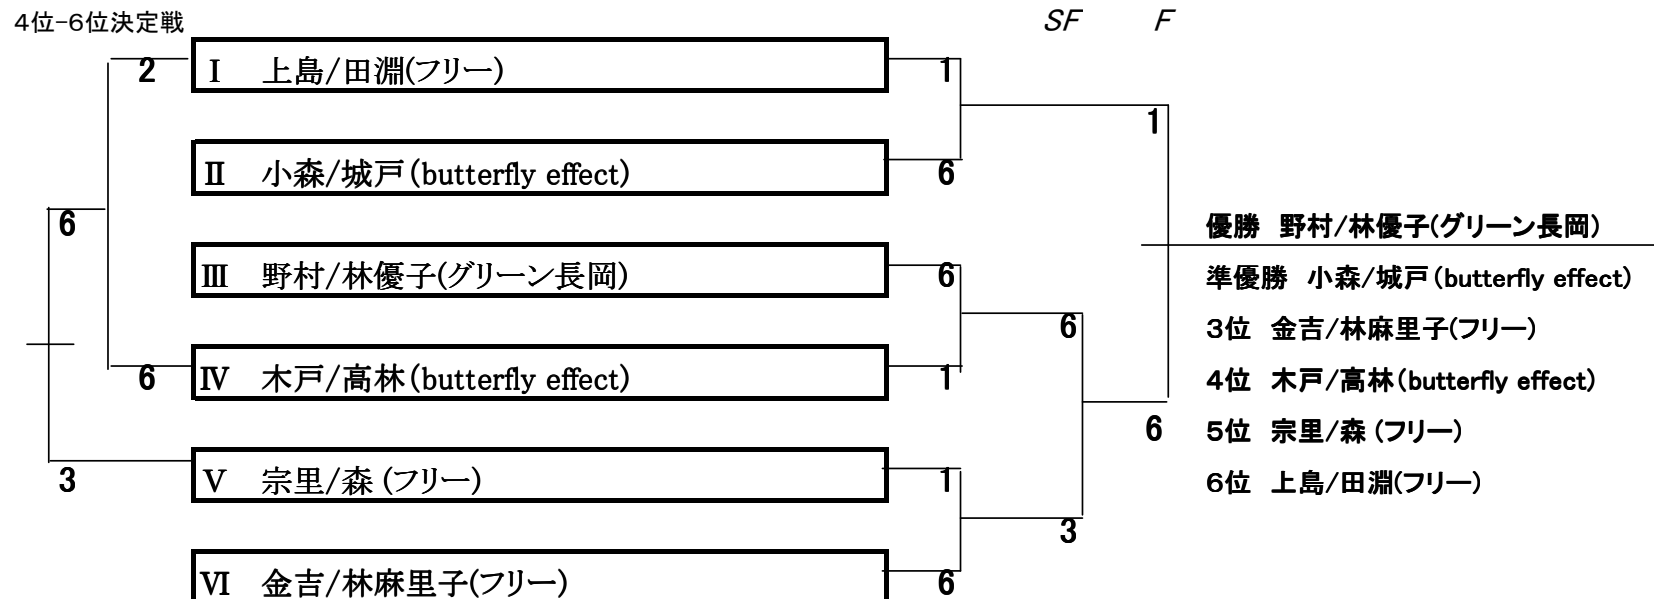 4位-6位決定戦
SF F
2 Ⅰ 上島/田淵(フリー) 1
1
Ⅱ 小森/城戸(butterfly effect) 6
6
優勝 野村/林優子(グリーン長岡)
Ⅲ 野村/林優子(グリーン長岡) 6
準優勝 小森/城戸(butterfly effect)
6
3位 金吉/林麻里子(フリー)
6 Ⅳ 木戸/高林(butterfly effect) 1
4位 木戸/高林(butterfly effect)
6
5位 宗里/森 (フリー)
3 Ⅴ 宗里/森 (フリー) 1
6位 上島/田淵(フリー)
3
Ⅵ 金吉/林麻里子(フリー) 6